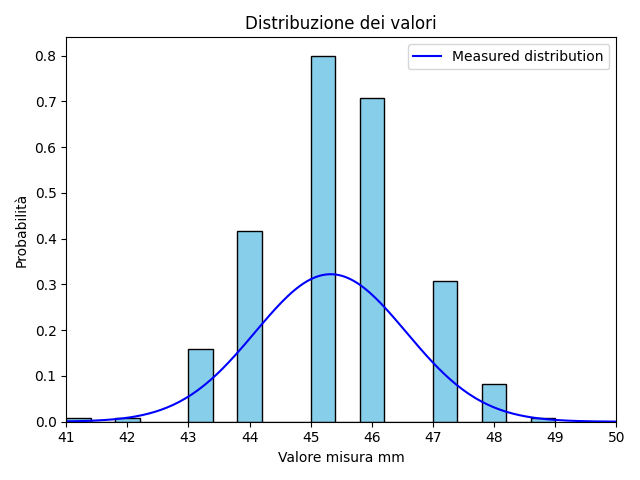 Distribuzione dei valori
Measured distribution
Probabilità
0.8
0.7
0.6
0.5
0.4
0.3
0.2
0.1
0.0
41 42 43 44 45 46 47 48 49 50
Valore misura mm